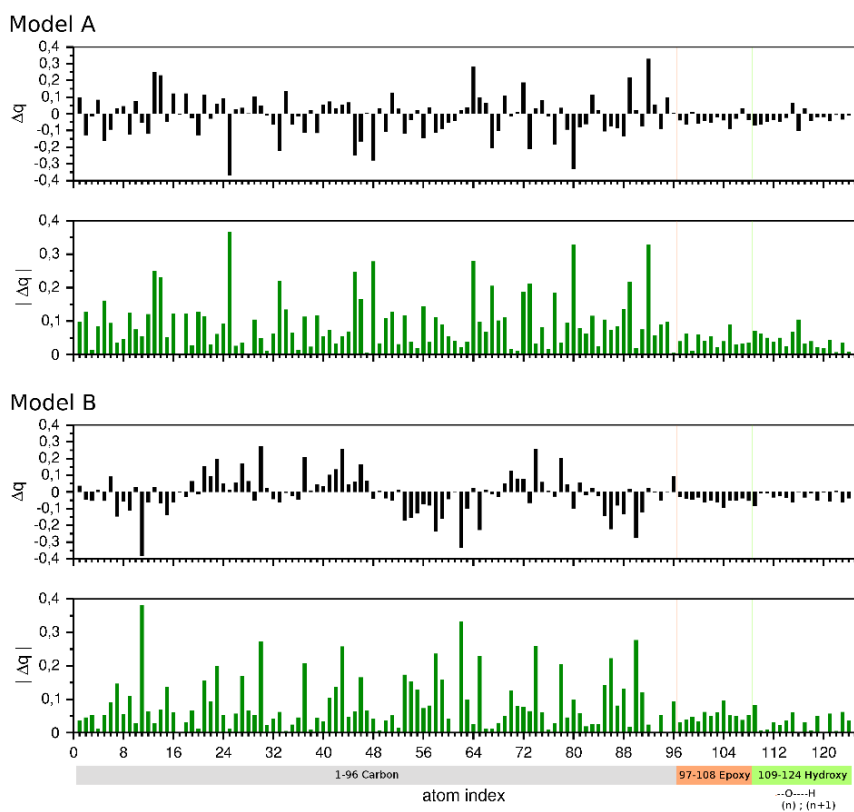 Model A
0,4
0,3
0,2
0,1
0
-0,1
-0,2
-0,3
-0,4
Δq
0,4
0,3
0,2
0,1
0
| Δq |
Model B
0,4
0,3
0,2
0,1
0
-0,1
-0,2
-0,3
-0,4
Δq
0,4
0,3
0,2
0,1
0
| Δq |
0 8 16 24 32 40 48 56 64 72 80 88 96 104 112 120
1-96 Carbon 97-108 Epoxy 109-124 Hydroxy
atom index
--O----H
(n) ; (n+1)